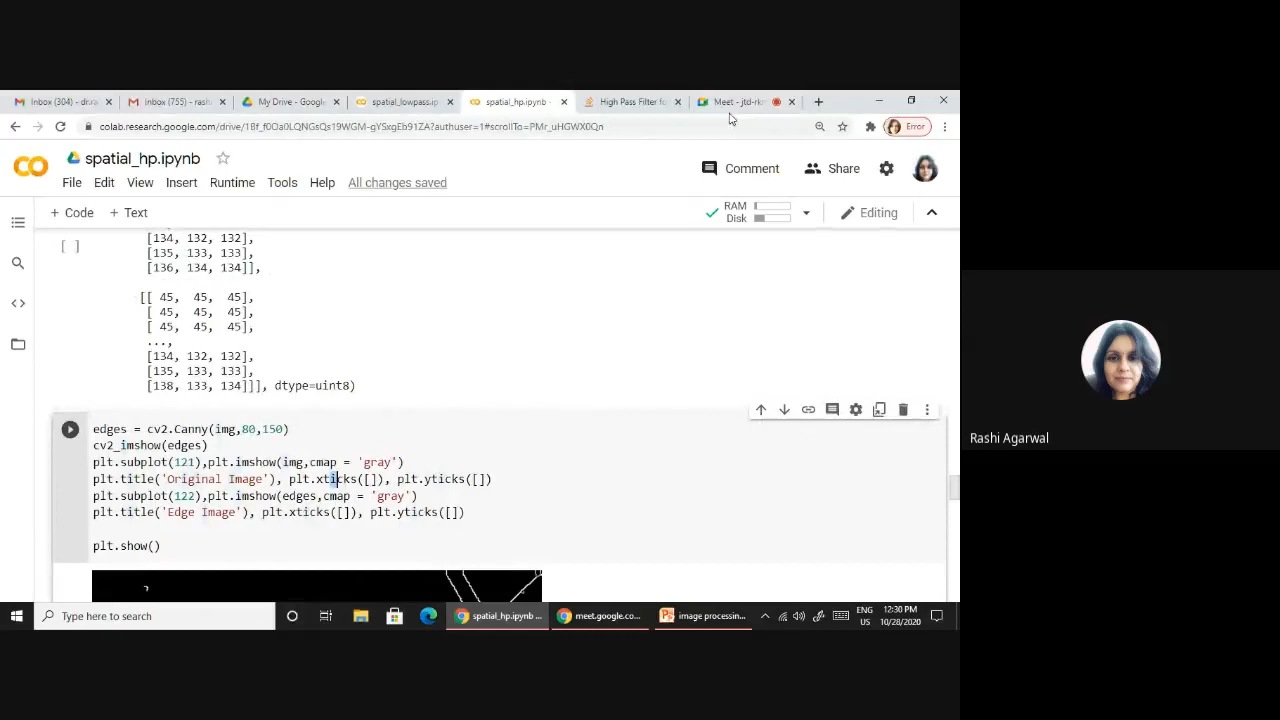 Inbox (304) - dr.ra
Inbox (755) - rash
My Drive - Google
spatial_lowpass.ip
spatial_hp.ipynb -
High Pass Filter fo
Meet - jtd-rkm
colab.research.google.com/drive/18f_f0Oa0LQNGsQs19WGM-gYSxgEb91ZA?authuser=1#scrollTo=PMr_uHGWX0Qn
Error
spatial_hp.ipynb
Comment
Share
File Edit View Insert Runtime Tools Help All changes saved
+ Code + Text
RAM
Disk
Editing
[ ]
[134, 132, 132],
[135, 133, 133],
[136, 134, 134]],
[[ 45, 45, 45],
[ 45, 45, 45],
[ 45, 45, 45],
...,
[134, 132, 132],
[135, 133, 133],
[138, 133, 134]]], dtype=uint8)
edges = cv2.Canny(img,80,150)
cv2_imshow(edges)
plt.subplot(121),plt.imshow(img,cmap = 'gray')
plt.title('Original Image'), plt.xticks([]), plt.yticks([])
plt.subplot(122),plt.imshow(edges,cmap = 'gray')
plt.title('Edge Image'), plt.xticks([]), plt.yticks([])
plt.show()
Rashi Agarwal
Type here to search
spatial_hp.ipynb ...
meet.google.co...
image processin...
ENG
US
12:30 PM
10/28/2020